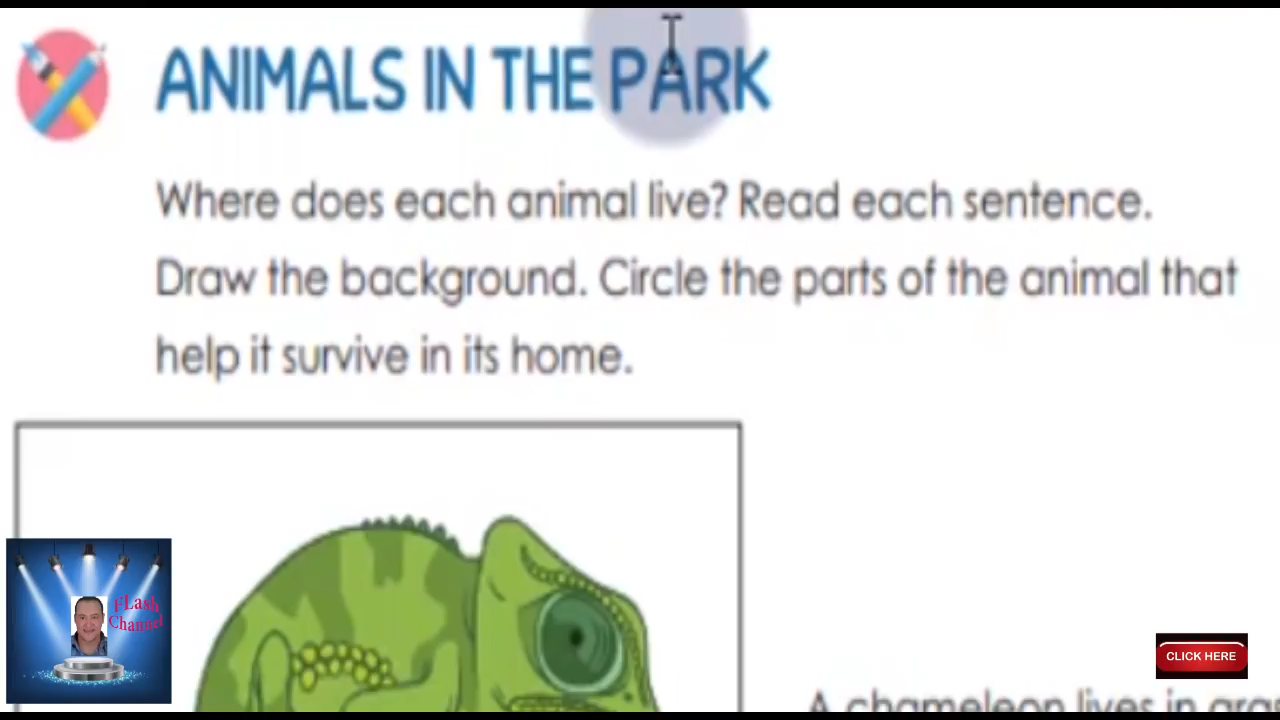 ANIMALS IN THE PARK
Where does each animal live? Read each sentence.
Draw the background. Circle the parts of the animal that
help it survive in its home.
FLash
Channel
CLICK HERE
A chameleon lives in